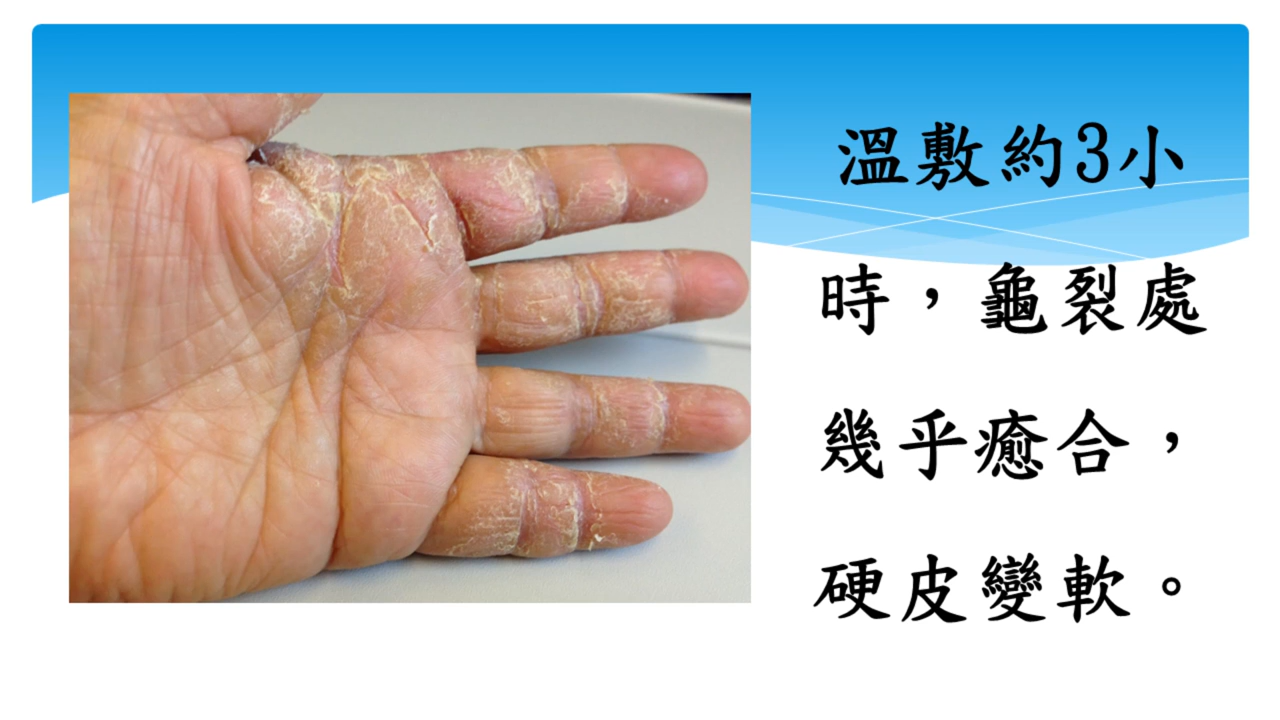 溫敷約3小
時，龜裂處
幾乎癒合，
硬皮變軟。